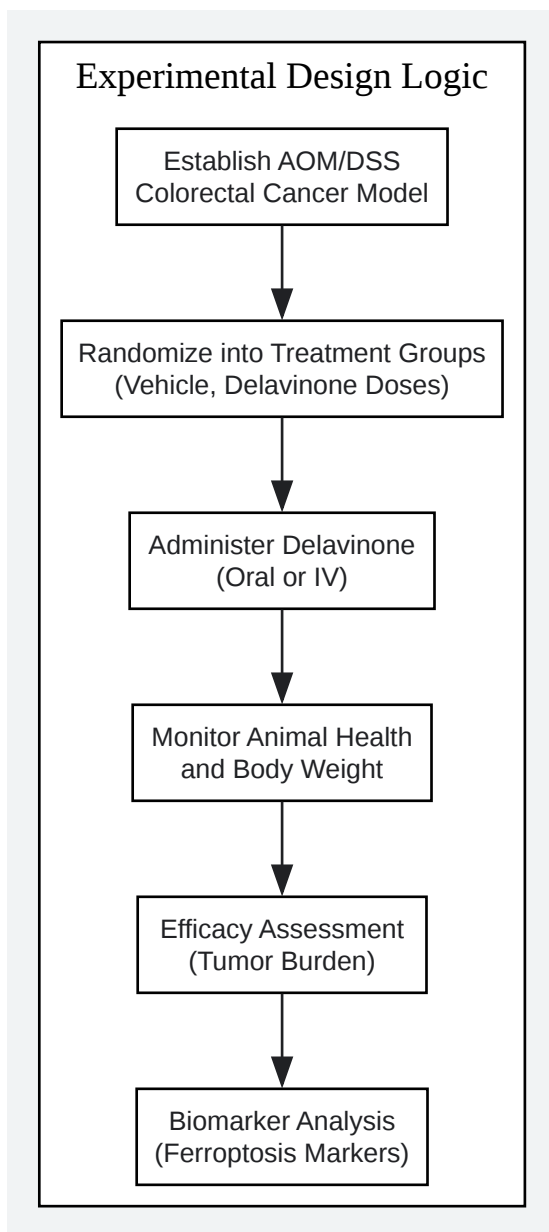 Experimental Design Logic
Establish AOM/DSS
Colorectal Cancer Model
Randomize into Treatment Groups
(Vehicle, Delavinone Doses)
Administer Delavinone
(Oral or IV)
Monitor Animal Health
and Body Weight
Efficacy Assessment
(Tumor Burden)
Biomarker Analysis
(Ferroptosis Markers)